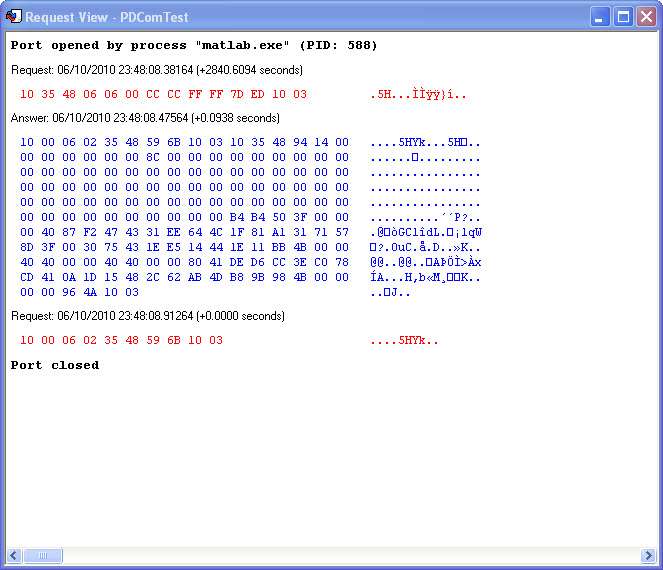 Request View - PDComTest
Port opened by process "matlab.exe" (PID: 588)
Request: 06/10/2010 23:48:08.38164 (+2840.6094 seconds)
10 35 48 06 06 00 CC CC FF FF 7D ED 10 03 .5H...ÌÌÿÿ}í..
Answer: 06/10/2010 23:48:08.47564 (+0.0938 seconds)
10 00 06 02 35 48 59 6B 10 03 10 35 48 94 14 00 ....5HYk...5H□..
00 00 00 00 00 00 8C 00 00 00 00 00 00 00 00 00 ......□.........
00 00 00 00 00 00 00 00 00 00 00 00 00 00 00 00 ................
00 00 00 00 00 00 00 00 00 00 00 00 00 00 00 00 ................
00 00 00 00 00 00 00 00 00 00 00 00 00 00 00 00 ................
00 00 00 00 00 00 00 00 00 00 B4 B4 50 3F 00 00 ..........´´P?..
00 40 87 F2 47 43 31 EE 64 4C 1F 81 A1 31 71 57 .@□òGC1îdL.□¡1qW
8D 3F 00 30 75 43 1E E5 14 44 1E 11 BB 4B 00 00 □?.0uC.å.D..»K..
40 40 00 00 40 40 00 00 80 41 DE D6 CC 3E C0 78 @@..@@..□AÞÖÌ>Àx
CD 41 0A 1D 15 48 2C 62 AB 4D B8 9B 98 4B 00 00 ÍA...H,b«M¸□□K..
00 00 96 4A 10 03 ..□J..
Request: 06/10/2010 23:48:08.91264 (+0.0000 seconds)
10 00 06 02 35 48 59 6B 10 03 ....5HYk..
Port closed